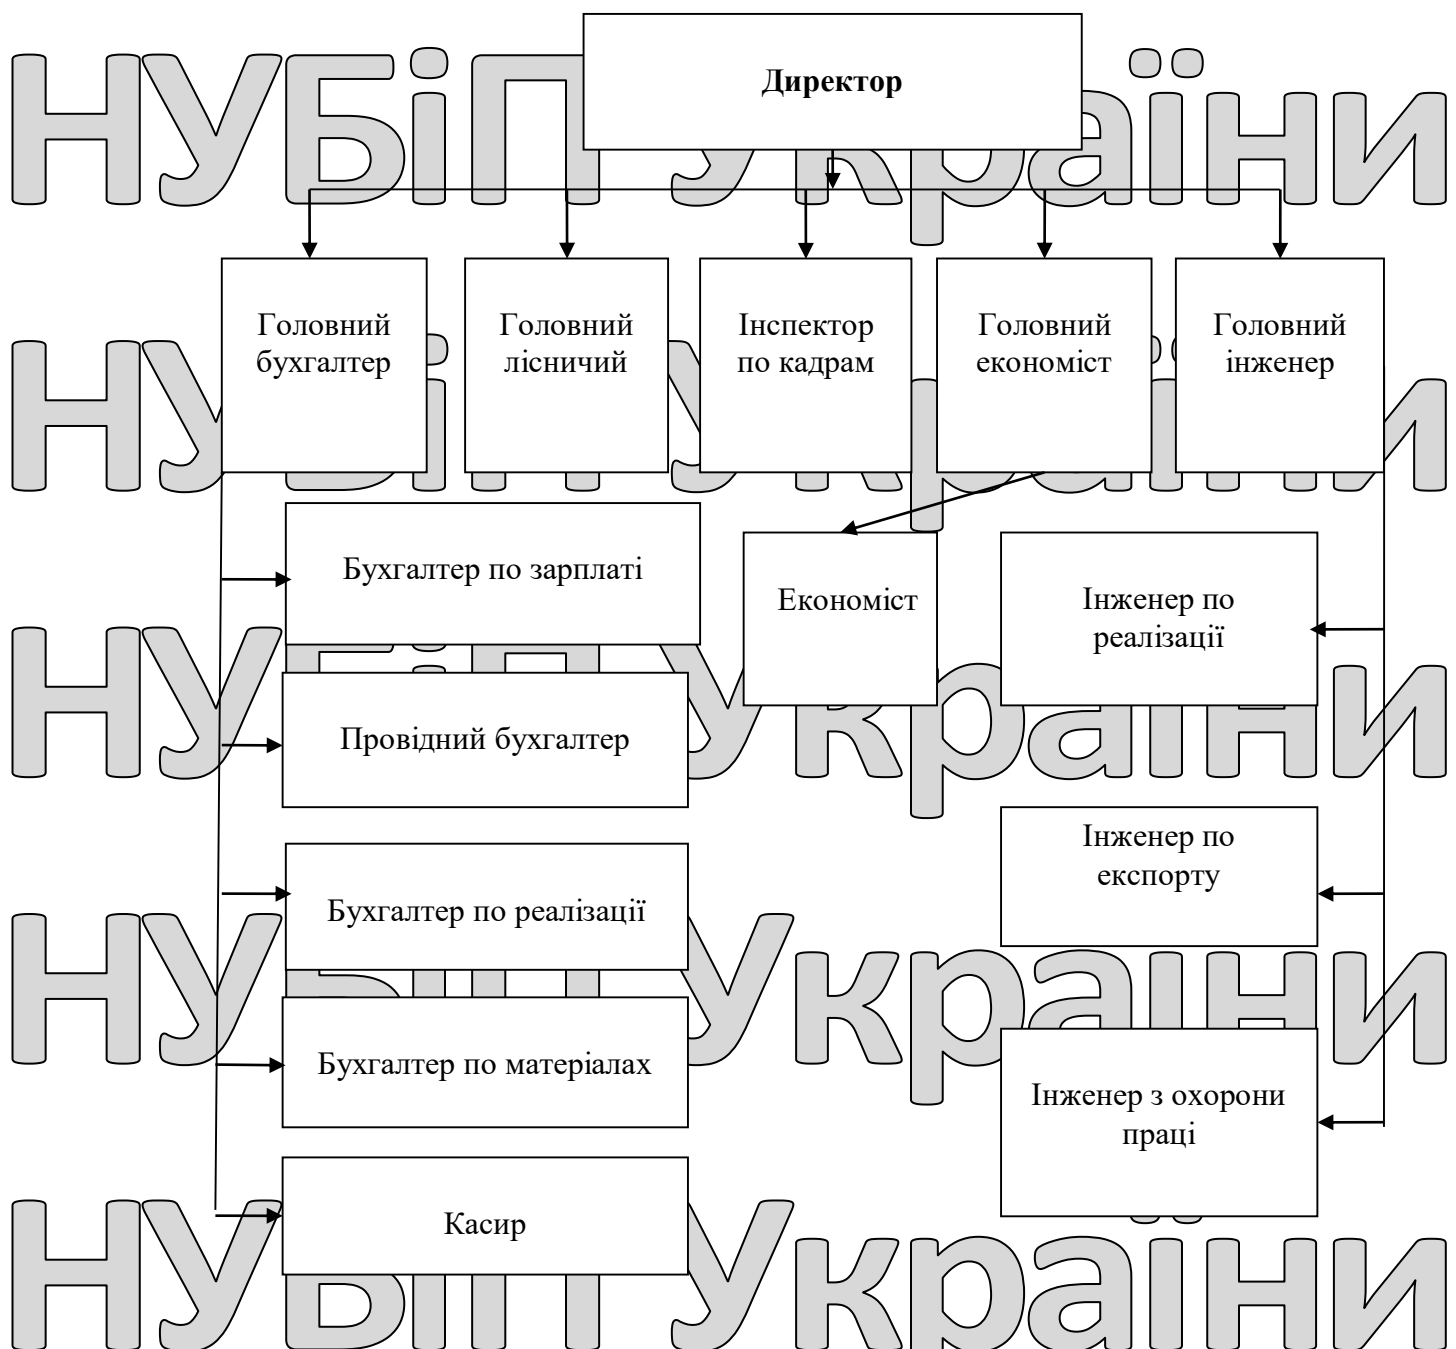 НУБіП України
Директор
Головний
бухгалтер
Головний
лісничий
Інспектор
по кадрам
Головний
економіст
Головний
інженер
НУБіП України
Бухгалтер по зарплаті
Економіст
Інженер по
реалізації
НУБіП України
Провідний бухгалтер
Інженер по
експорту
Бухгалтер по реалізації
НУБіП України
Бухгалтер по матеріалах
Інженер з охорони
праці
Касир
НУБіП України